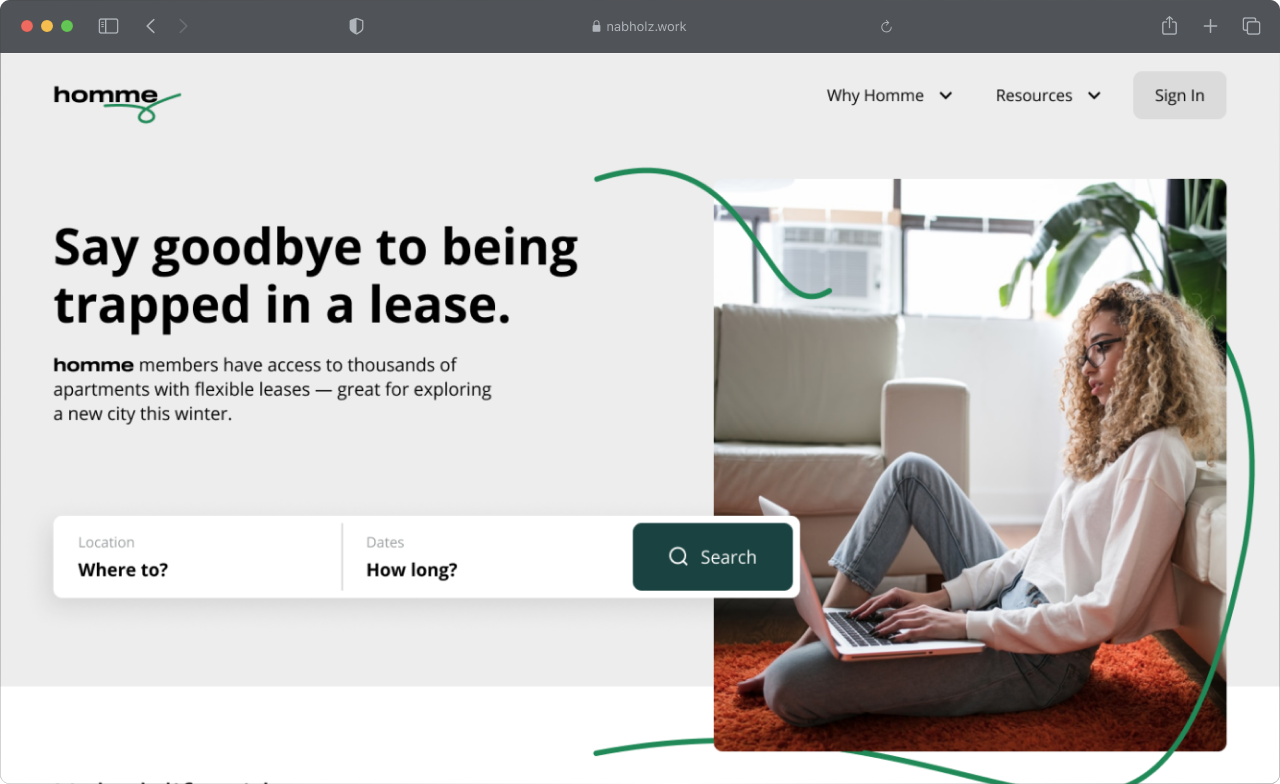 nabholz.work
homme
Why Homme
Resources
Sign In
Say goodbye to being
trapped in a lease.
homme members have access to thousands of
apartments with flexible leases — great for exploring
a new city this winter.
Location
Where to?
Dates
How long?
Search